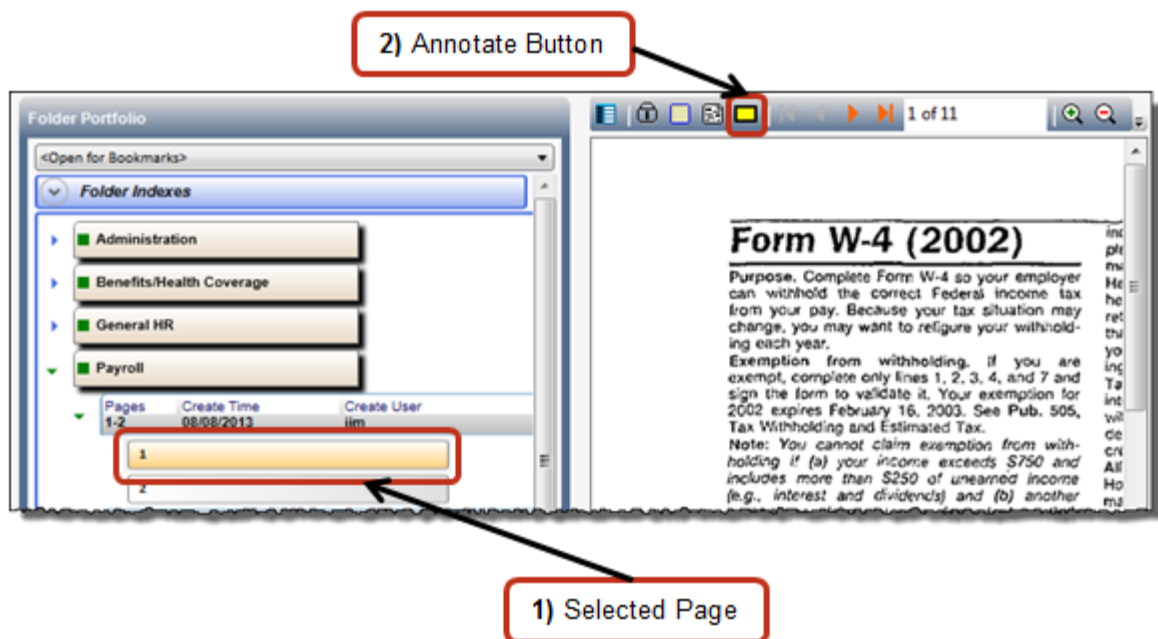 2) Annotate Button
Folder Portfolio
<Open for Bookmarks>
Folder Indexes
Administration
Benefits/Health Coverage
General HR
Payroll
Pages Create Time Create User
1-2 08/08/2013 jim
1
2
1 of 11
Form W-4 (2002)
Purpose. Complete Form W-4 so your employer
can withhold the correct Federal income tax
from your pay. Because your tax situation may
change, you may want to refigure your withhold-
ing each year.
Exemption from withholding. If you are
exempt, complete only lines 1, 2, 3, 4, and 7 and
sign the form to validate it. Your exemption for
2002 expires February 16, 2003. See Pub. 505,
Tax Withholding and Estimated Tax.
Note: You cannot claim exemption from with-
holding if (a) your income exceeds $750 and
includes more than $250 of unearned income
(e.g., interest and dividends) and (b) another
1) Selected Page